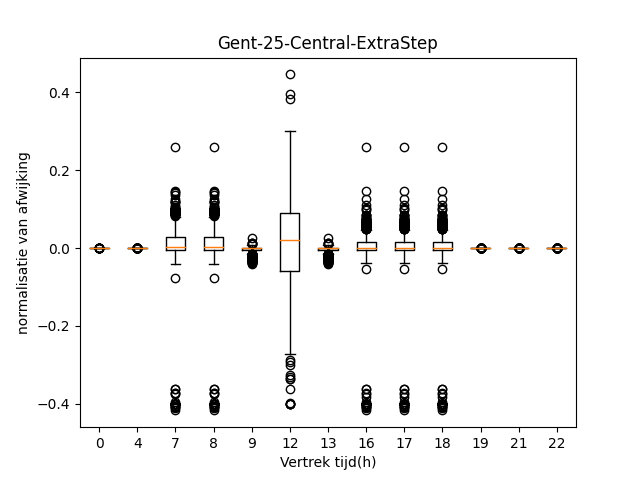 Gent-25-Central-ExtraStep
normalisatie van afwijking
0.4
0.2
0.0
−0.2
−0.4
0 4 7 8 9 12 13 16 17 18 19 21 22
Vertrek tijd(h)